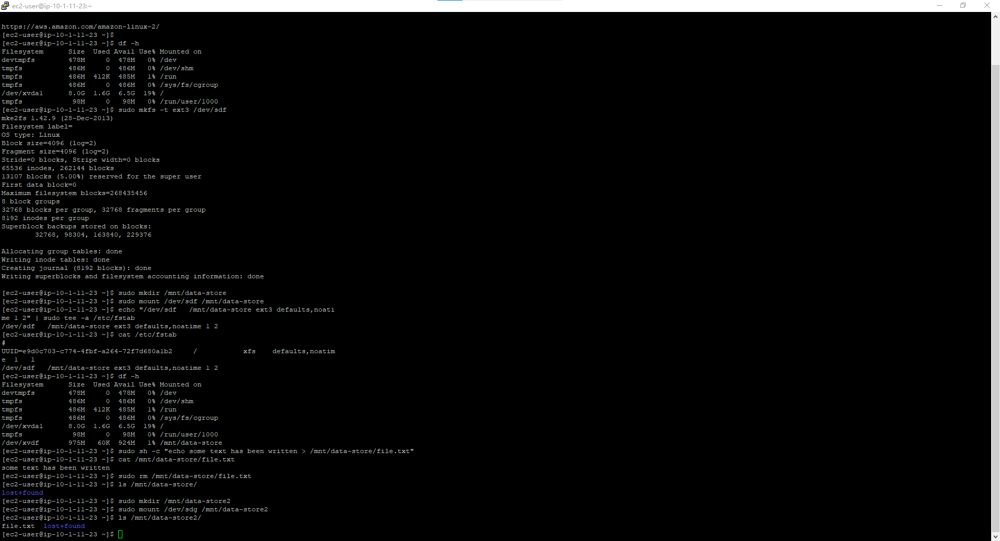 ec2-user@ip-10-1-11-23:~
https://aws.amazon.com/amazon-linux-2/
[ec2-user@ip-10-1-11-23 ~]$
[ec2-user@ip-10-1-11-23 ~]$ df -h
Filesystem      Size  Used Avail Use% Mounted on
devtmpfs        478M     0  478M   0% /dev
tmpfs           486M     0  486M   0% /dev/shm
tmpfs           486M  412K  485M   1% /run
tmpfs           486M     0  486M   0% /sys/fs/cgroup
/dev/xvda1      8.0G  1.6G  6.5G  19% /
tmpfs            98M     0   98M   0% /run/user/1000
[ec2-user@ip-10-1-11-23 ~]$ sudo mkfs -t ext3 /dev/sdf
mke2fs 1.42.9 (28-Dec-2013)
Filesystem label=
OS type: Linux
Block size=4096 (log=2)
Fragment size=4096 (log=2)
Stride=0 blocks, Stripe width=0 blocks
65536 inodes, 262144 blocks
13107 blocks (5.00%) reserved for the super user
First data block=0
Maximum filesystem blocks=268435456
8 block groups
32768 blocks per group, 32768 fragments per group
8192 inodes per group
Superblock backups stored on blocks:
        32768, 98304, 163840, 229376
Allocating group tables: done
Writing inode tables: done
Creating journal (8192 blocks): done
Writing superblocks and filesystem accounting information: done
[ec2-user@ip-10-1-11-23 ~]$ sudo mkdir /mnt/data-store
[ec2-user@ip-10-1-11-23 ~]$ sudo mount /dev/sdf /mnt/data-store
[ec2-user@ip-10-1-11-23 ~]$ echo "/dev/sdf   /mnt/data-store ext3 defaults,noati
me 1 2" | sudo tee -a /etc/fstab
/dev/sdf   /mnt/data-store ext3 defaults,noatime 1 2
[ec2-user@ip-10-1-11-23 ~]$ cat /etc/fstab
#
UUID=e9d0c703-c774-4fbf-a264-72f7d680a1b2     /           xfs    defaults,noatim
e  1   1
/dev/sdf   /mnt/data-store ext3 defaults,noatime 1 2
[ec2-user@ip-10-1-11-23 ~]$ df -h
Filesystem      Size  Used Avail Use% Mounted on
devtmpfs        478M     0  478M   0% /dev
tmpfs           486M     0  486M   0% /dev/shm
tmpfs           486M  412K  485M   1% /run
tmpfs           486M     0  486M   0% /sys/fs/cgroup
/dev/xvda1      8.0G  1.6G  6.5G  19% /
tmpfs            98M     0   98M   0% /run/user/1000
/dev/xvdf       975M   60K  924M   1% /mnt/data-store
[ec2-user@ip-10-1-11-23 ~]$ sudo sh -c "echo some text has been written > /mnt/data-store/file.txt"
[ec2-user@ip-10-1-11-23 ~]$ cat /mnt/data-store/file.txt
some text has been written
[ec2-user@ip-10-1-11-23 ~]$ sudo rm /mnt/data-store/file.txt
[ec2-user@ip-10-1-11-23 ~]$ ls /mnt/data-store/
lost+found
[ec2-user@ip-10-1-11-23 ~]$ sudo mkdir /mnt/data-store2
[ec2-user@ip-10-1-11-23 ~]$ sudo mount /dev/sdg /mnt/data-store2
[ec2-user@ip-10-1-11-23 ~]$ ls /mnt/data-store2/
file.txt  lost+found
[ec2-user@ip-10-1-11-23 ~]$